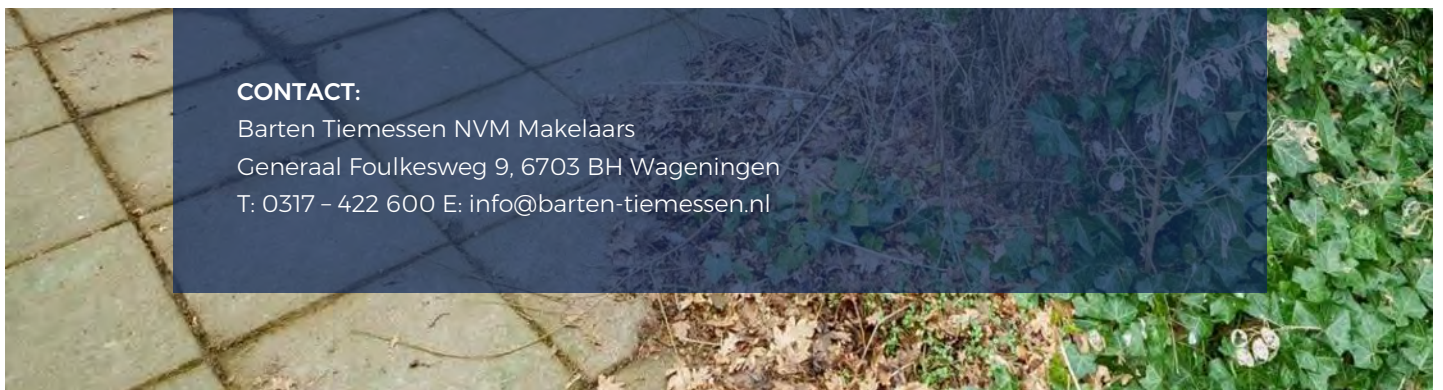 CONTACT:
Barten Tiemessen NVM Makelaars
Generaal Foulkesweg 9, 6703 BH Wageningen
T: 0317 – 422 600 E: info@barten-tiemessen.nl